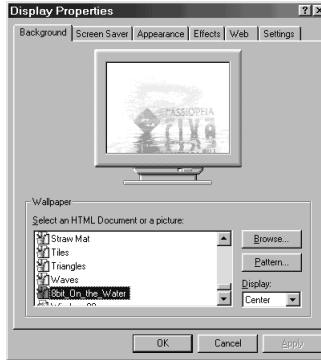 Display Properties
Background Screen Saver Appearance Effects Web Settings
CASSIOPEIA
Wallpaper
Select an HTML Document or a picture:
Straw Mat
Tiles
Triangles
Waves
8bit_On_the_Water
Browse...
Pattern...
Display:
Center
OK Cancel Apply